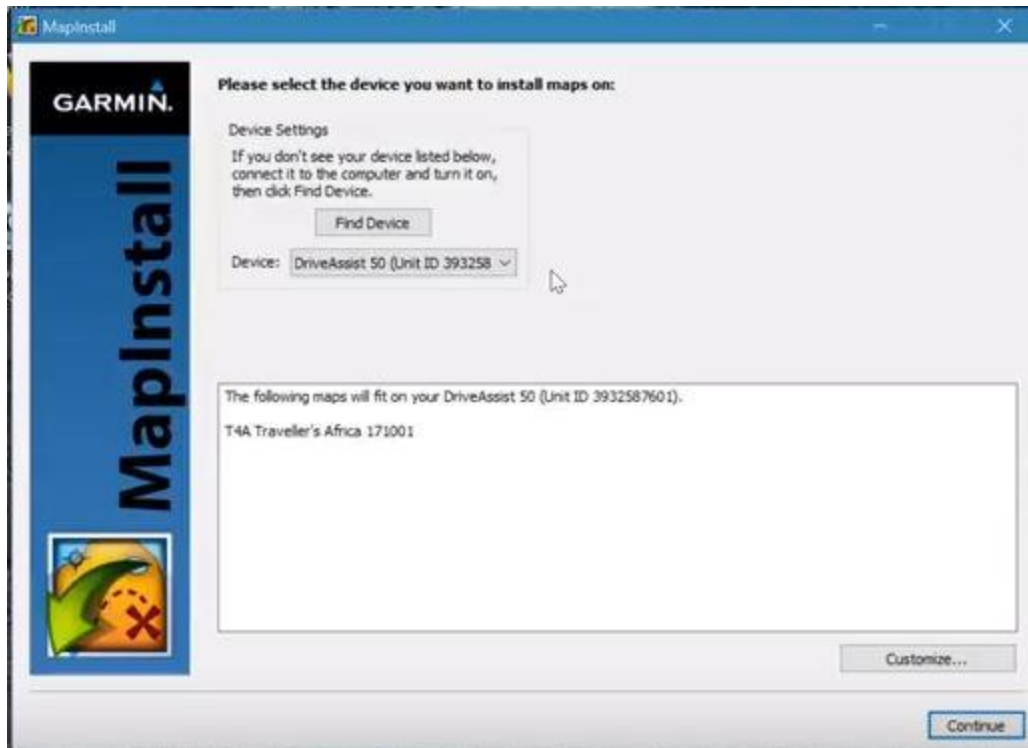 MapInstall
GARMIN.
MapInstall
Please select the device you want to install maps on:
Device Settings
If you don't see your device listed below,
connect it to the computer and turn it on,
then click Find Device.
Find Device
Device: DriveAssist 50 (Unit ID 393258
The following maps will fit on your DriveAssist 50 (Unit ID 3932587601).
T4A Traveller's Africa 171001
Customize...
Continue